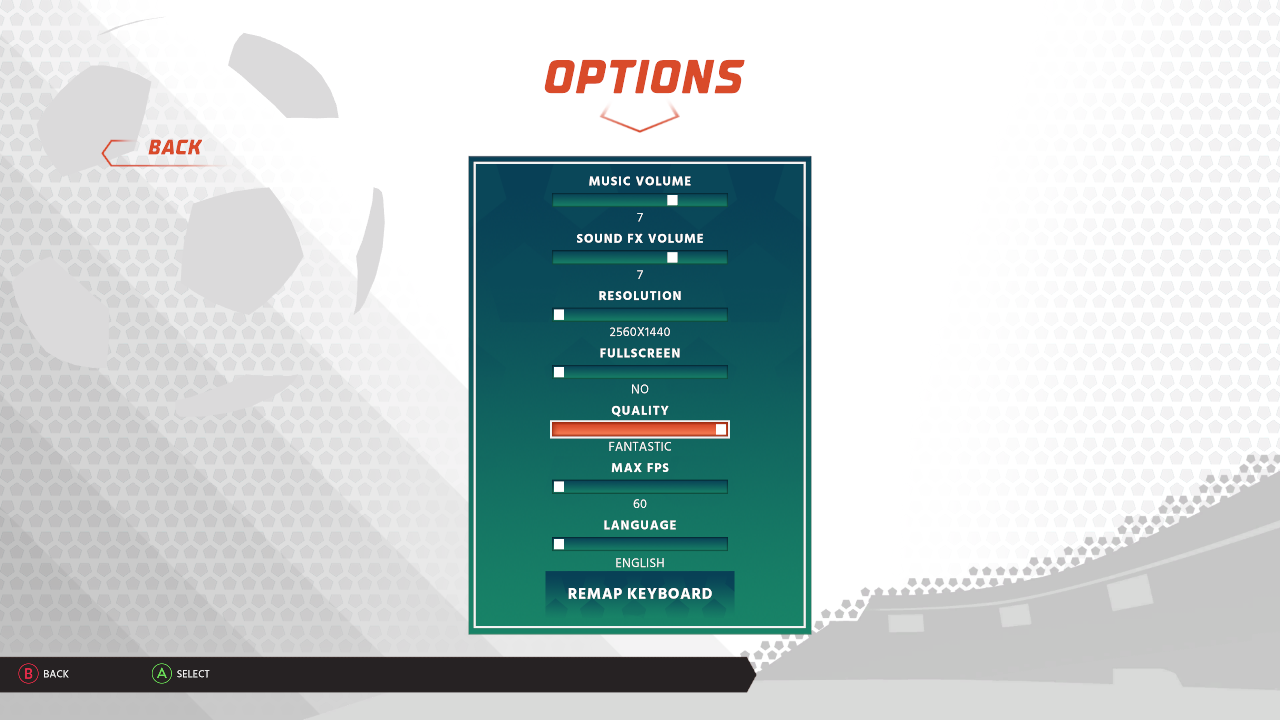 OPTIONS
BACK
MUSIC VOLUME
7
SOUND FX VOLUME
7
RESOLUTION
2560X1440
FULLSCREEN
NO
QUALITY
FANTASTIC
MAX FPS
60
LANGUAGE
ENGLISH
REMAP KEYBOARD
B BACK A SELECT